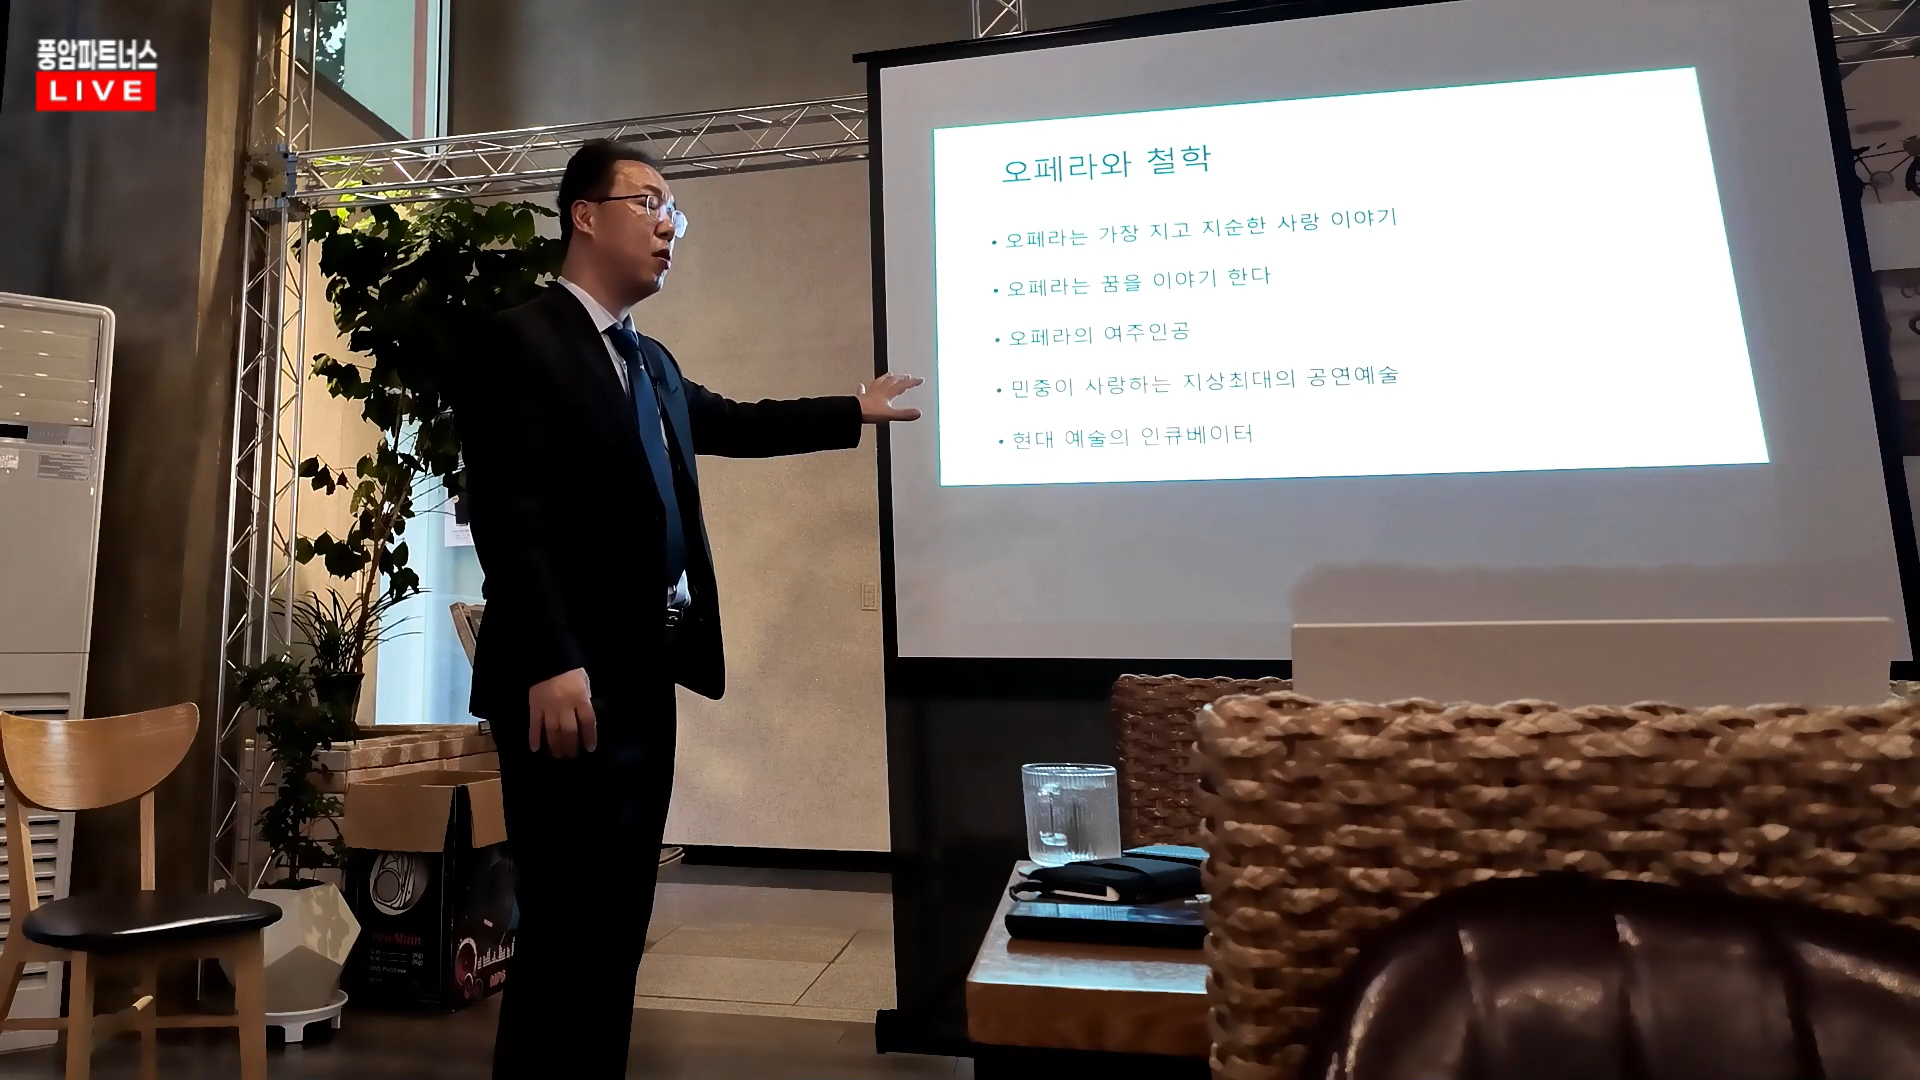 풍암파트너스
LIVE
오페라와 철학
• 오페라는 가장 지고 지순한 사랑 이야기
• 오페라는 꿈을 이야기 한다
• 오페라의 여주인공
• 민중이 사랑하는 지상최대의 공연예술
• 현대 예술의 인큐베이터